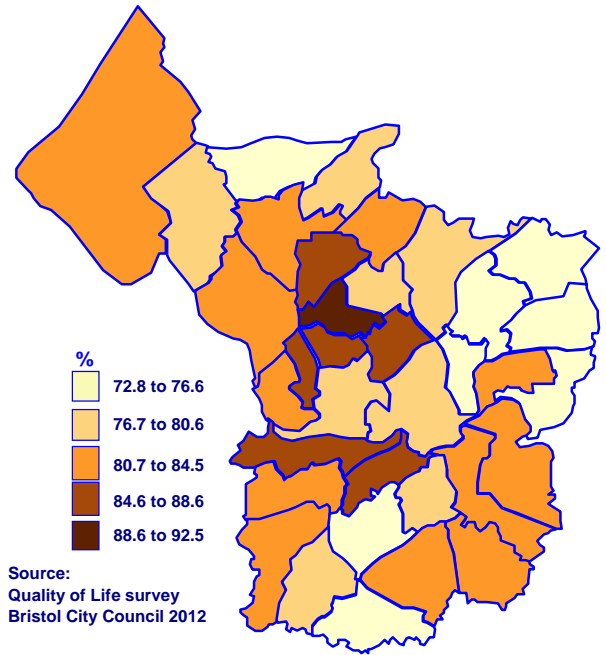 %
72.8 to 76.6
76.7 to 80.6
80.7 to 84.5
84.6 to 88.6
88.6 to 92.5
Source:
Quality of Life survey
Bristol City Council 2012